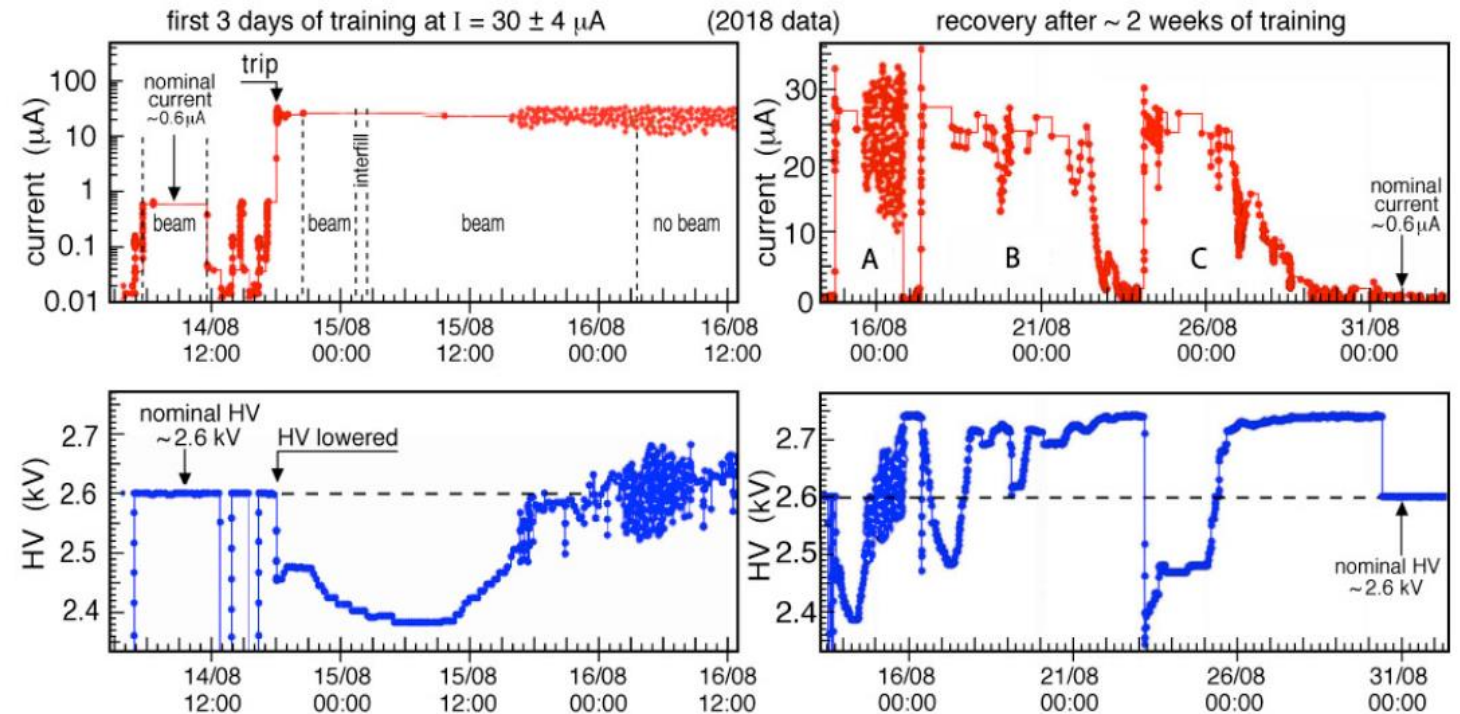 first 3 days of training at I = 30 ± 4 μA
(2018 data)
recovery after ~ 2 weeks of training
current (μA)
100
10
1
0.1
0.01
nominal
current
~0.6μA
trip
beam
beam
interfill
beam
no beam
14/08
12:00
15/08
00:00
15/08
12:00
16/08
00:00
16/08
12:00
current (μA)
30
20
10
0
A
B
C
nominal
current
~0.6μA
16/08
00:00
21/08
00:00
26/08
00:00
31/08
00:00
HV (kV)
2.7
2.6
2.5
2.4
nominal HV
~2.6 kV
HV lowered
14/08
12:00
15/08
00:00
15/08
12:00
16/08
00:00
16/08
12:00
HV (kV)
2.7
2.6
2.5
2.4
nominal HV
~2.6 kV
16/08
00:00
21/08
00:00
26/08
00:00
31/08
00:00